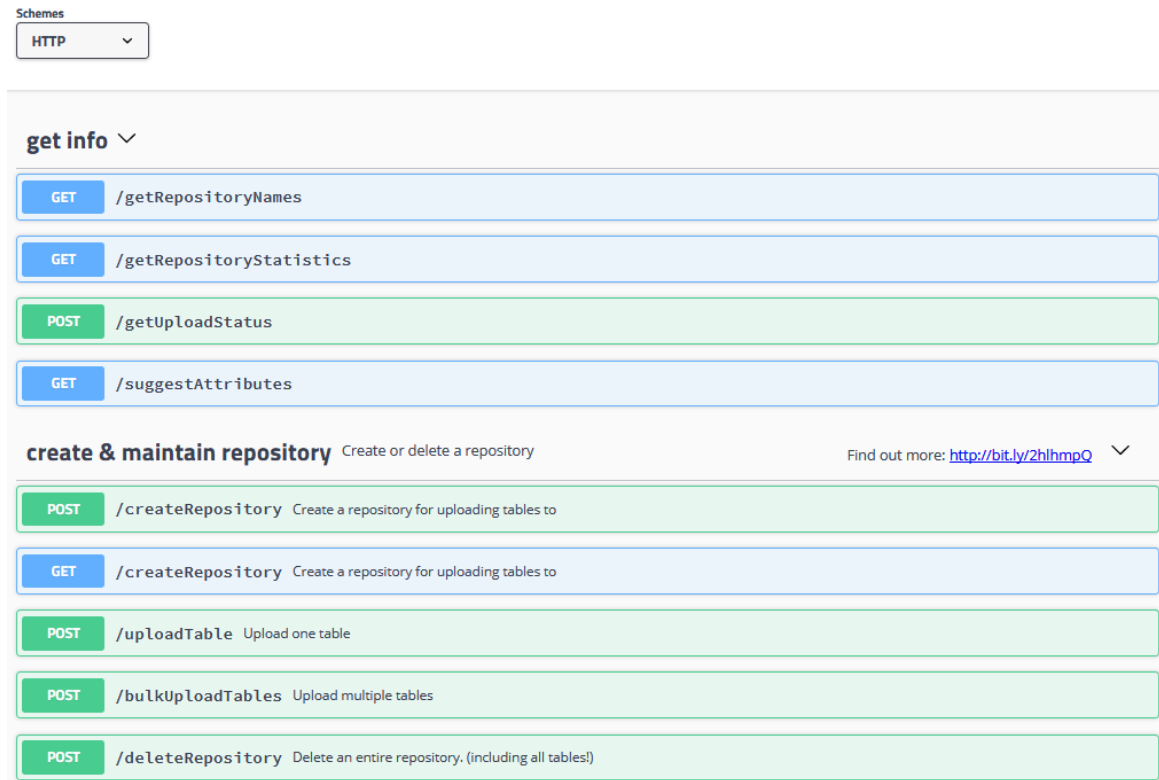 Schemes
HTTP
get info
GET /getRepositoryNames
GET /getRepositoryStatistics
POST /getUploadStatus
GET /suggestAttributes
create & maintain repository Create or delete a repository Find out more: http://bit.ly/2hlhmpQ
POST /createRepository Create a repository for uploading tables to
GET /createRepository Create a repository for uploading tables to
POST /uploadTable Upload one table
POST /bulkUploadTables Upload multiple tables
POST /deleteRepository Delete an entire repository. (including all tables!)